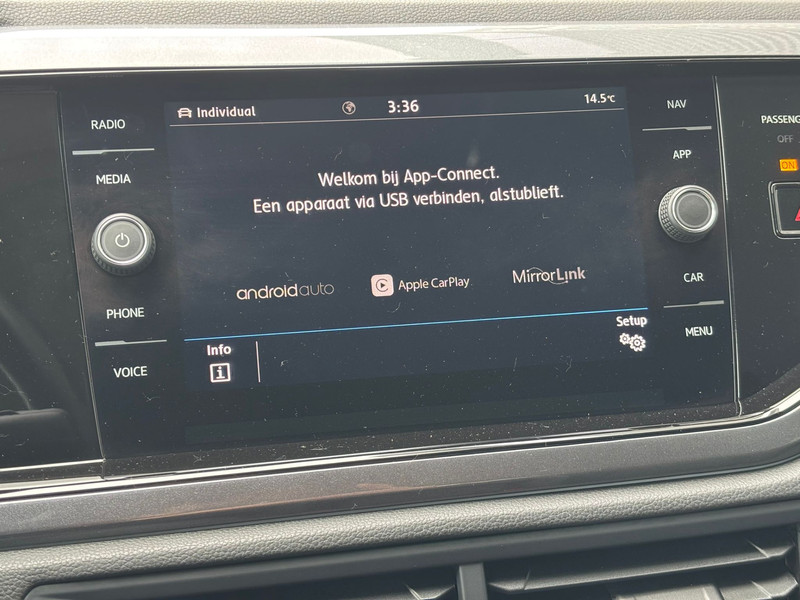 RADIO
MEDIA
PHONE
VOICE
Individual 3:36 14.5°C
Welkom bij App-Connect.
Een apparaat via USB verbinden, alstublieft.
androidauto Apple CarPlay MirrorLink
Info Setup
NAV
APP
CAR
MENU
PASSENG
OFF
ON